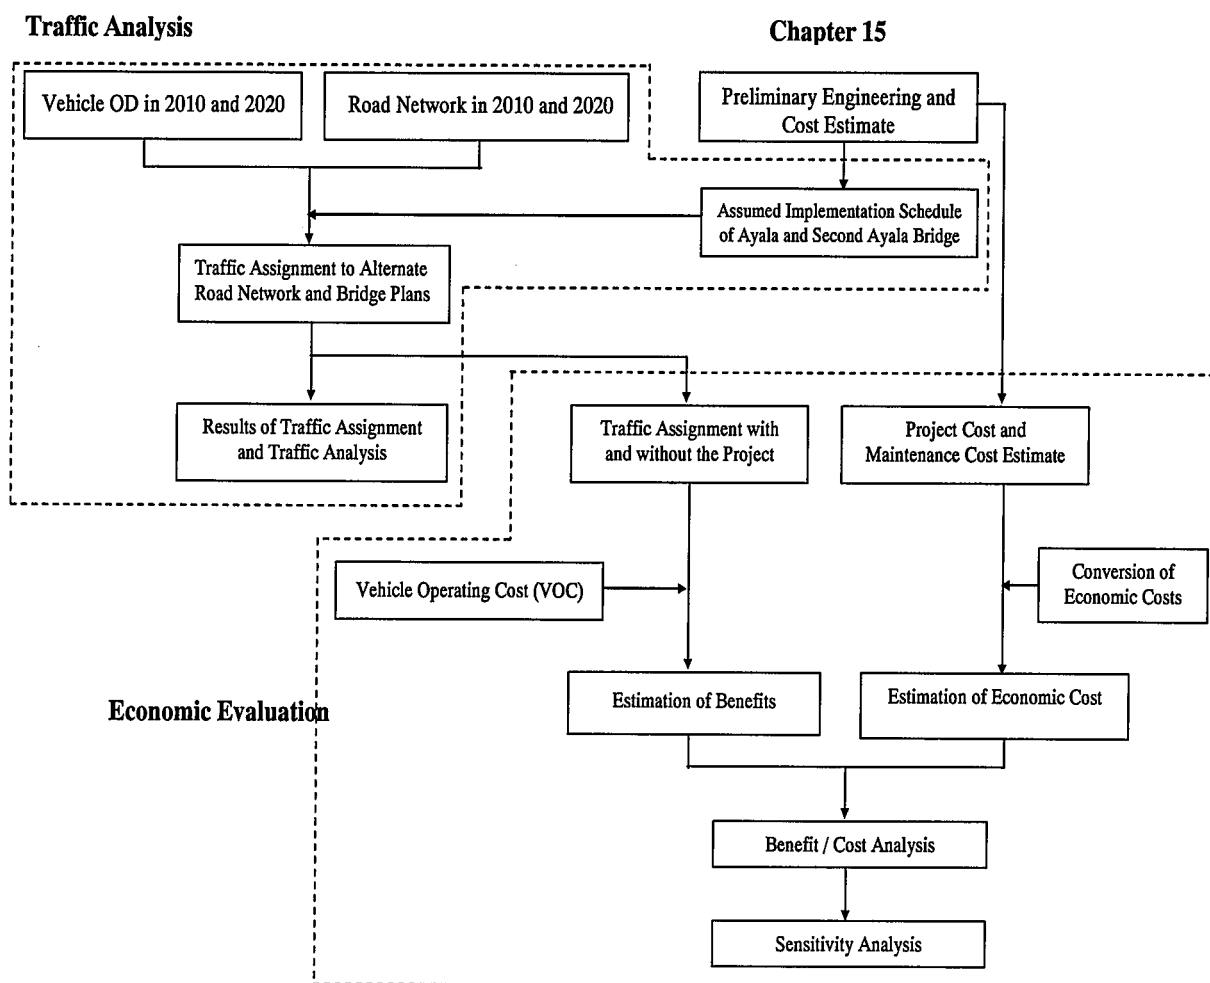 Traffic Analysis
Chapter 15
Vehicle OD in 2010 and 2020
Road Network in 2010 and 2020
Preliminary Engineering and
Cost Estimate
Assumed Implementation Schedule
of Ayala and Second Ayala Bridge
Traffic Assignment to Alternate
Road Network and Bridge Plans
Results of Traffic Assignment
and Traffic Analysis
Traffic Assignment with
and without the Project
Project Cost and
Maintenance Cost Estimate
Vehicle Operating Cost (VOC)
Conversion of
Economic Costs
Economic Evaluation
Estimation of Benefits
Estimation of Economic Cost
Benefit / Cost Analysis
Sensitivity Analysis